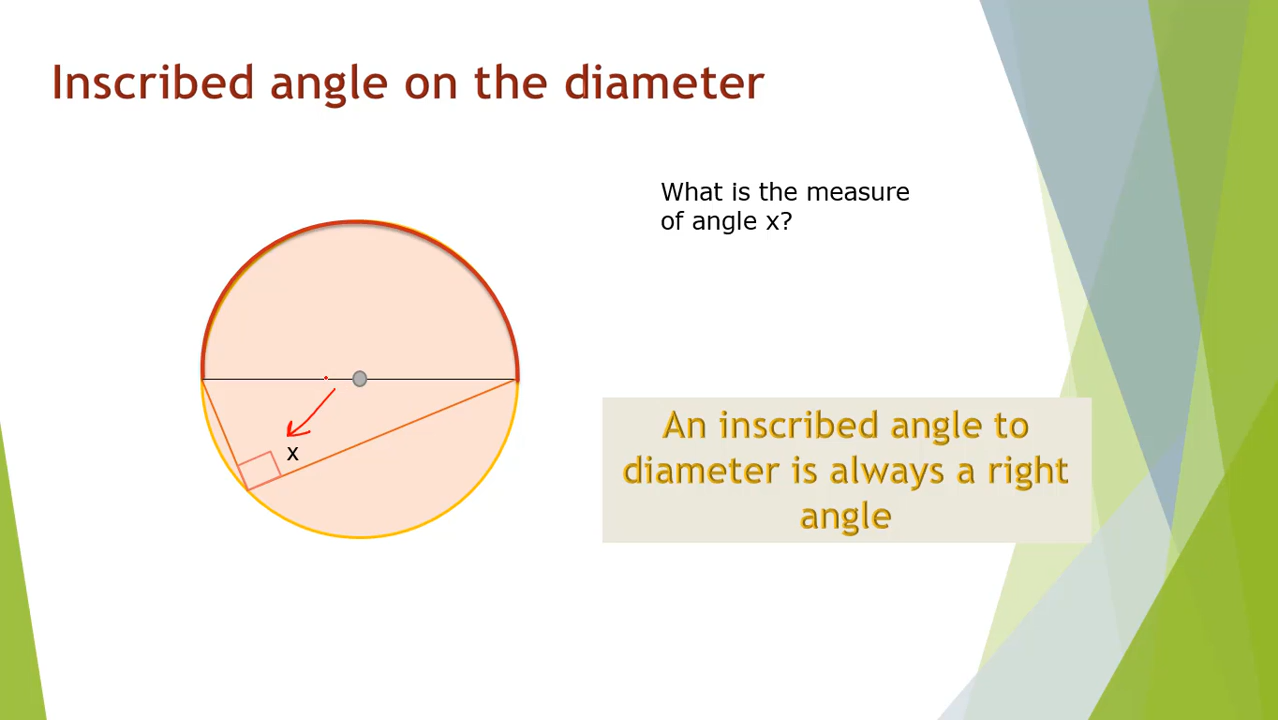 Inscribed angle on the diameter
What is the measure
of angle x?
x
An inscribed angle to
diameter is always a right
angle